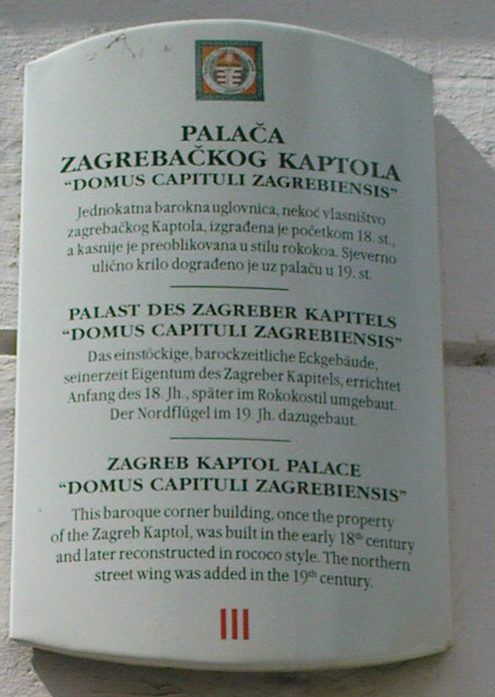 PALAČA
ZAGREBAČKOG KAPTOLA
"DOMUS CAPITULI ZAGREBIENSIS"
Jednokatna barokna uglovnica, nekoć vlasništvo
zagrebačkog Kaptola, izgrađena je početkom 18. st.,
a kasnije je preoblikovana u stilu rokokoa. Sjeverno
ulično krilo dograđeno je uz palaču u 19. st.
PALAST DES ZAGREBER KAPITELS
"DOMUS CAPITULI ZAGREBIENSIS"
Das einstöckige, barockzeitliche Eckgebäude,
seinerzeit Eigentum des Zagreber Kapitels, errichtet
Anfang des 18. Jh., später im Rokokostil umgebaut.
Der Nordflügel im 19. Jh. dazugebaut.
ZAGREB KAPTOL PALACE
"DOMUS CAPITULI ZAGREBIENSIS"
This baroque corner building, once the property
of the Zagreb Kaptol, was built in the early 18th century
and later reconstructed in rococo style. The northern
street wing was added in the 19th century.
III